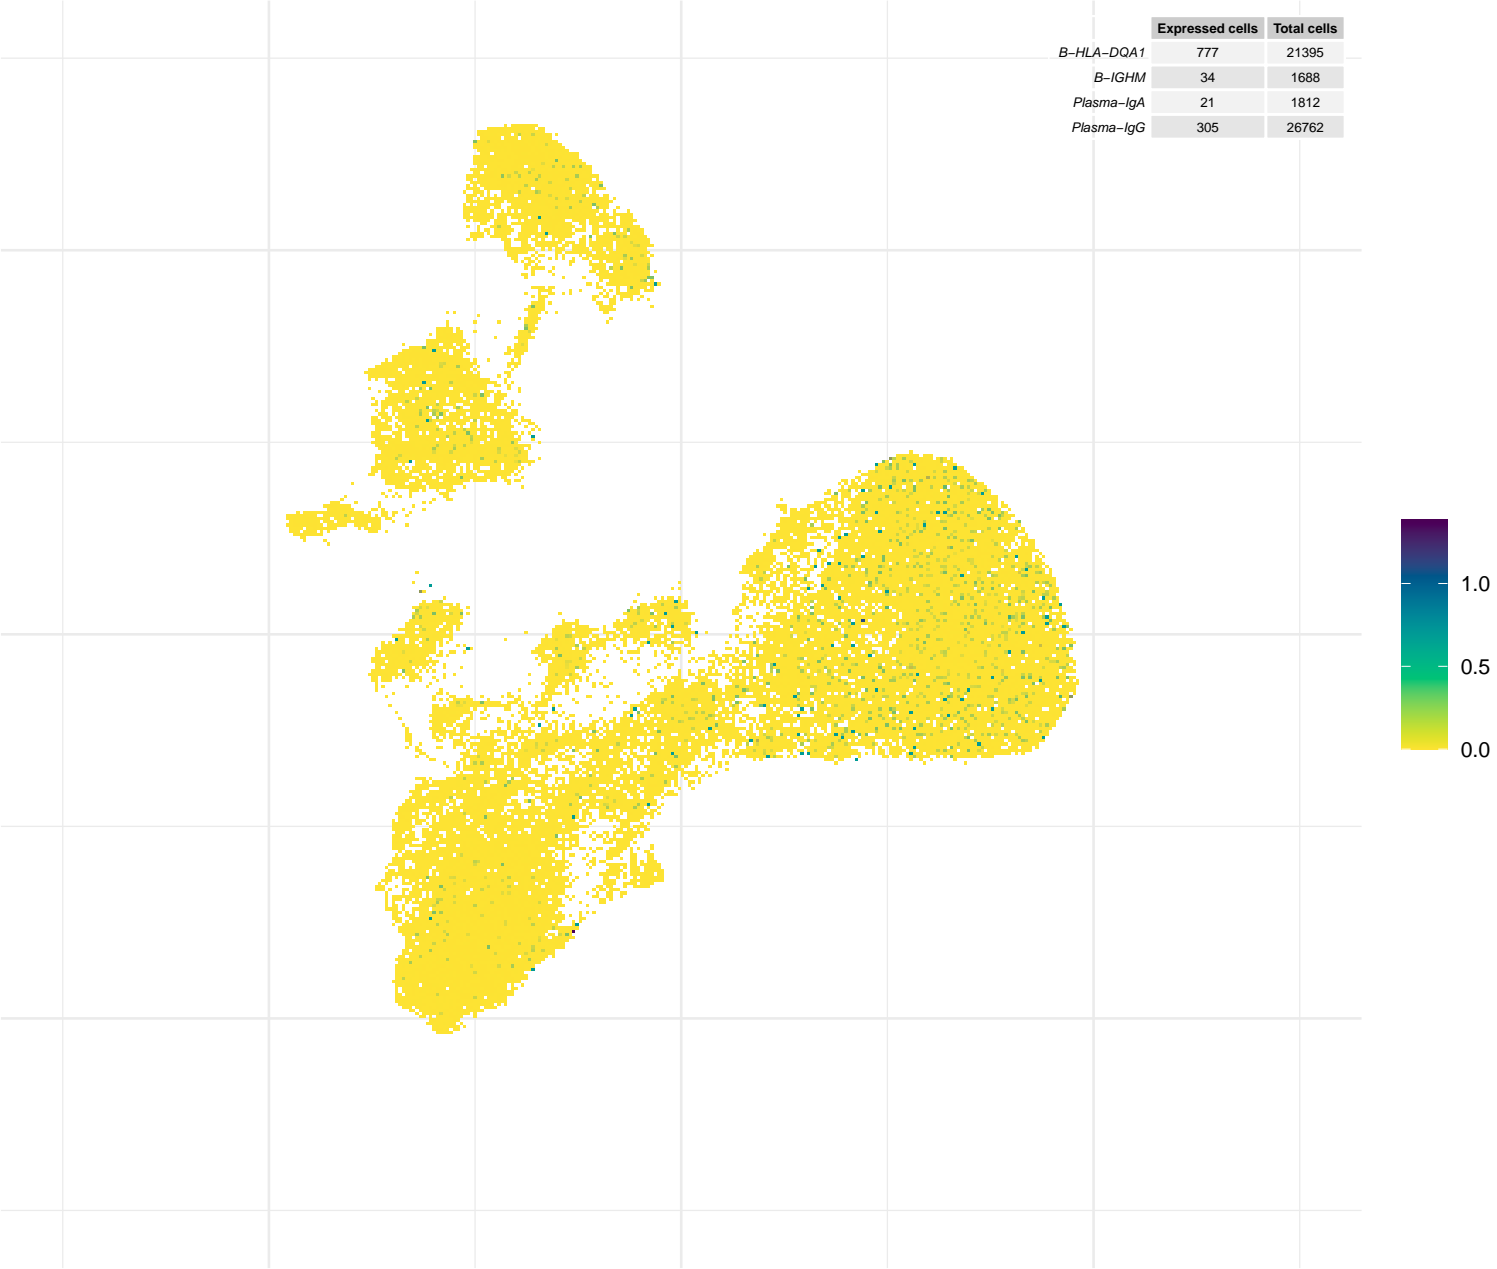 Expressed cells Total cells
B−HLA−DQA1 777 21395
B−IGHM 34 1688
Plasma−IgA 21 1812
Plasma−IgG 305 26762
1.0
0.5
0.0